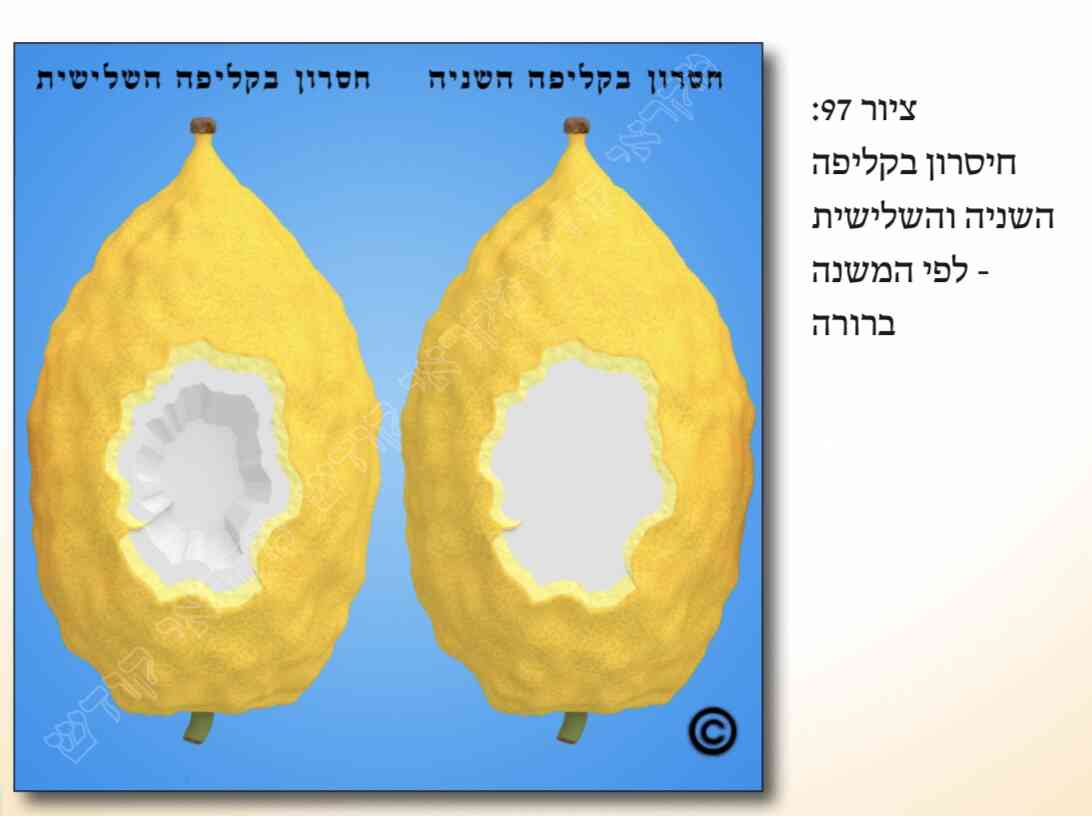 חסרון בקליפה השניה
חסרון בקליפה השלישית
ציור 97:
חיסרון בקליפה
השניה והשלישית
- לפי המשנה
ברורה
©